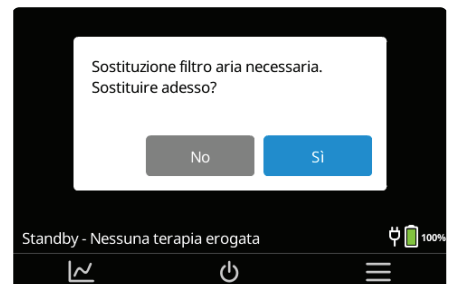 Sostituzione filtro aria necessaria.
Sostituire adesso?
No
Sì
Standby - Nessuna terapia erogata
100%